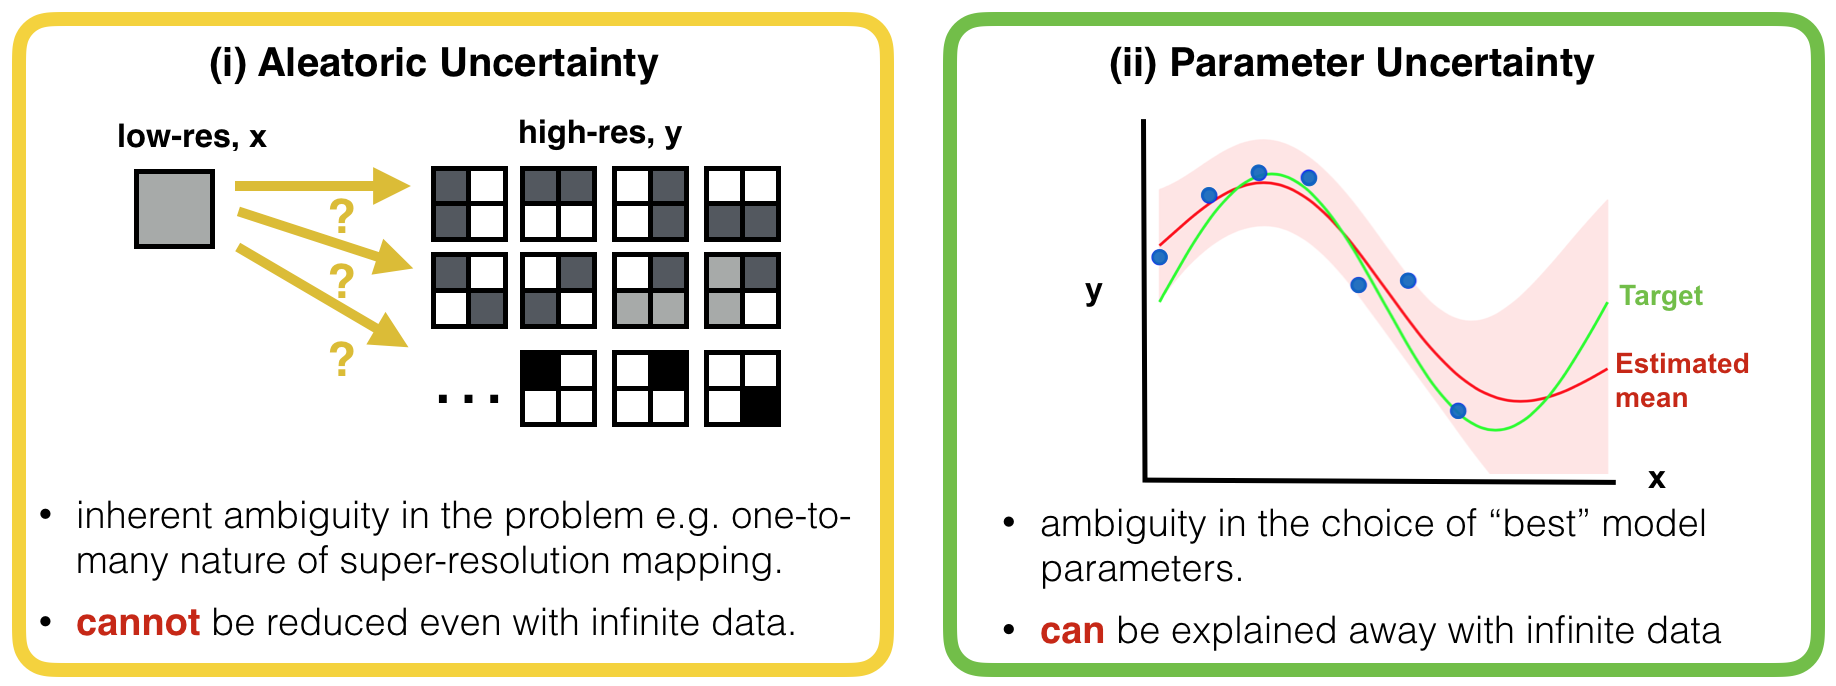 (i) Aleatoric Uncertainty
low-res, x
high-res, y
?
?
?
. . .
• inherent ambiguity in the problem e.g. one-to-
many nature of super-resolution mapping.
• cannot be reduced even with infinite data.
(ii) Parameter Uncertainty
y
Target
Estimated
mean
x
• ambiguity in the choice of “best” model
parameters.
• can be explained away with infinite data